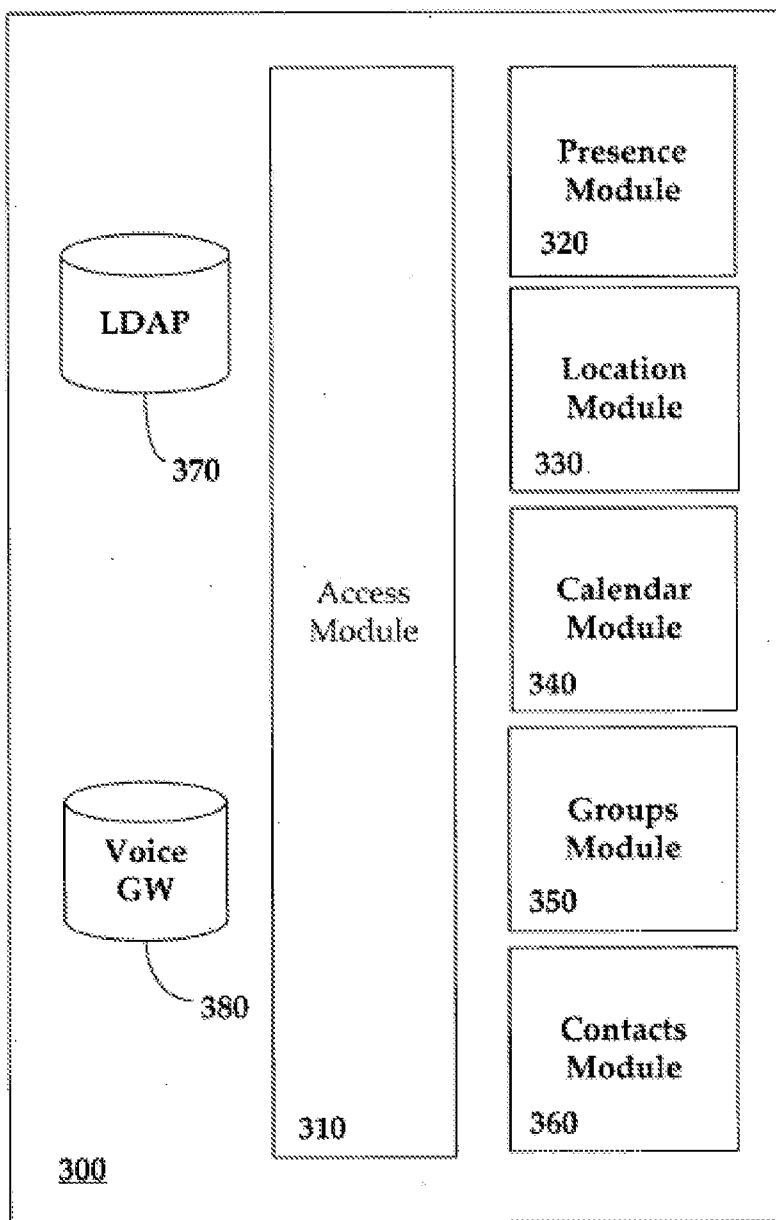 Presence
Module
320
LDAP
370
Location
Module
330
Access
Module
Calendar
Module
340
Voice
GW
380
Groups
Module
350
Contacts
Module
360
310
300